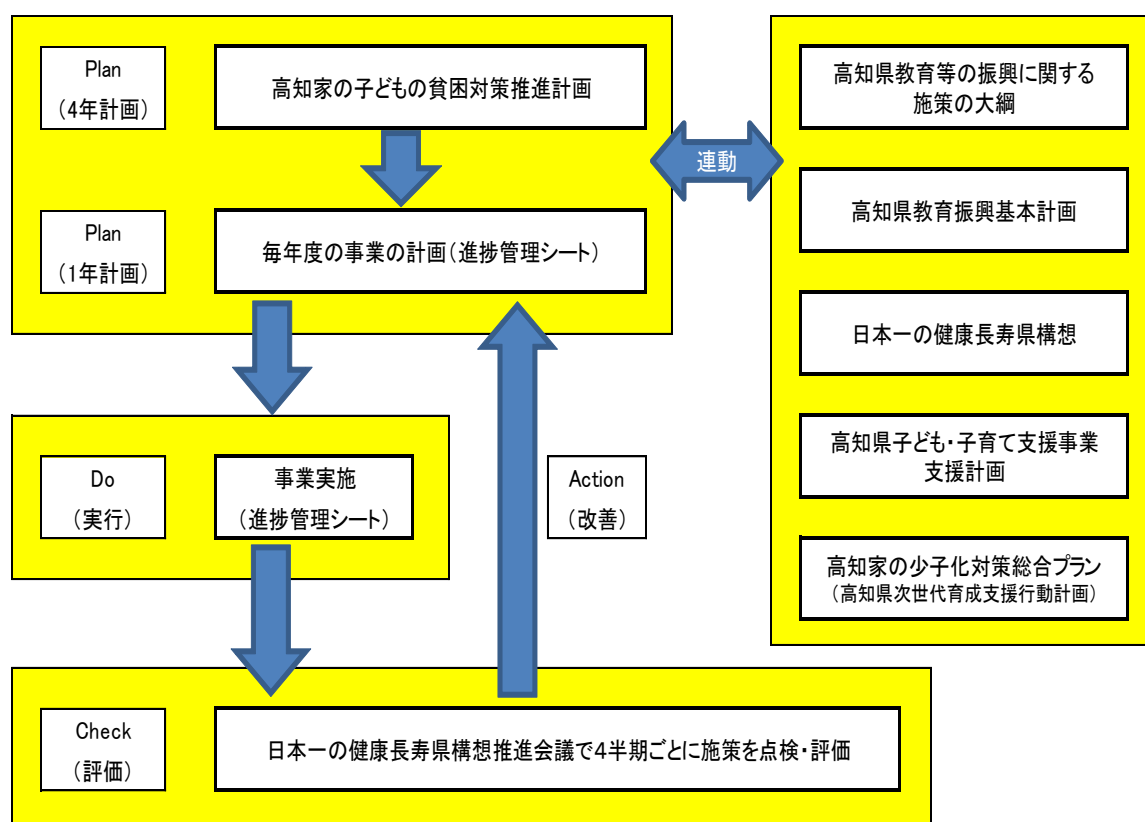 Plan
（4年計画）
高知家の子どもの貧困対策推進計画
Plan
（1年計画）
毎年度の事業の計画（進捗管理シート）
連動
高知県教育等の振興に関する
施策の大綱
高知県教育振興基本計画
日本一の健康長寿県構想
高知県子ども・子育て支援事業
支援計画
高知家の少子化対策総合プラン
（高知県次世代育成支援行動計画）
Do
（実行）
事業実施
（進捗管理シート）
Action
（改善）
Check
（評価）
日本一の健康長寿県構想推進会議で4半期ごとに施策を点検・評価